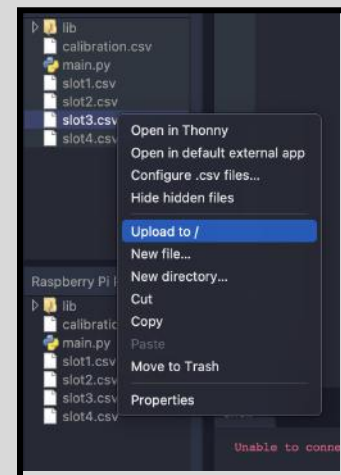 lib
calibration.csv
main.py
slot1.csv
slot2.csv
slot3.csv
slot4.csv
Open in Thonny
Open in default external app
Configure .csv files...
Hide hidden files
Upload to /
New file...
New directory...
Cut
Copy
Paste
Move to Trash
Properties
Raspberry Pi
lib
calibratio
main.py
slot1.csv
slot2.csv
slot3.csv
slot4.csv
Unable to conne